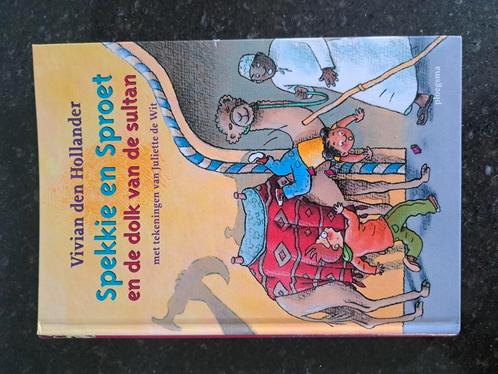 Vivian den Hollander
Spekkie en Sproet
en de dolk van de sultan
met tekeningen van Juliette de Wit
ploegsma